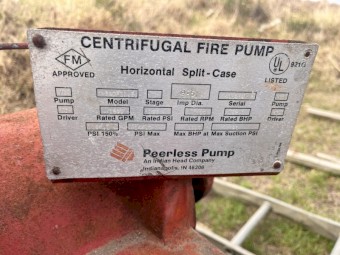 CENTRIFUGAL FIRE PUMP
FM
APPROVED
Horizontal Split-Case
UL
LISTED
Pump
Model
Stage
Imp Dia.
Serial
Pump
Driver
Rated GPM
Rated PSI
Rated RPM
Rated BHP
Driver
PSI 150%
PSI Max
Max BHP at Max Suction PSI
Peerless Pump
An Indian Head Company
Indianapolis, IN 46206